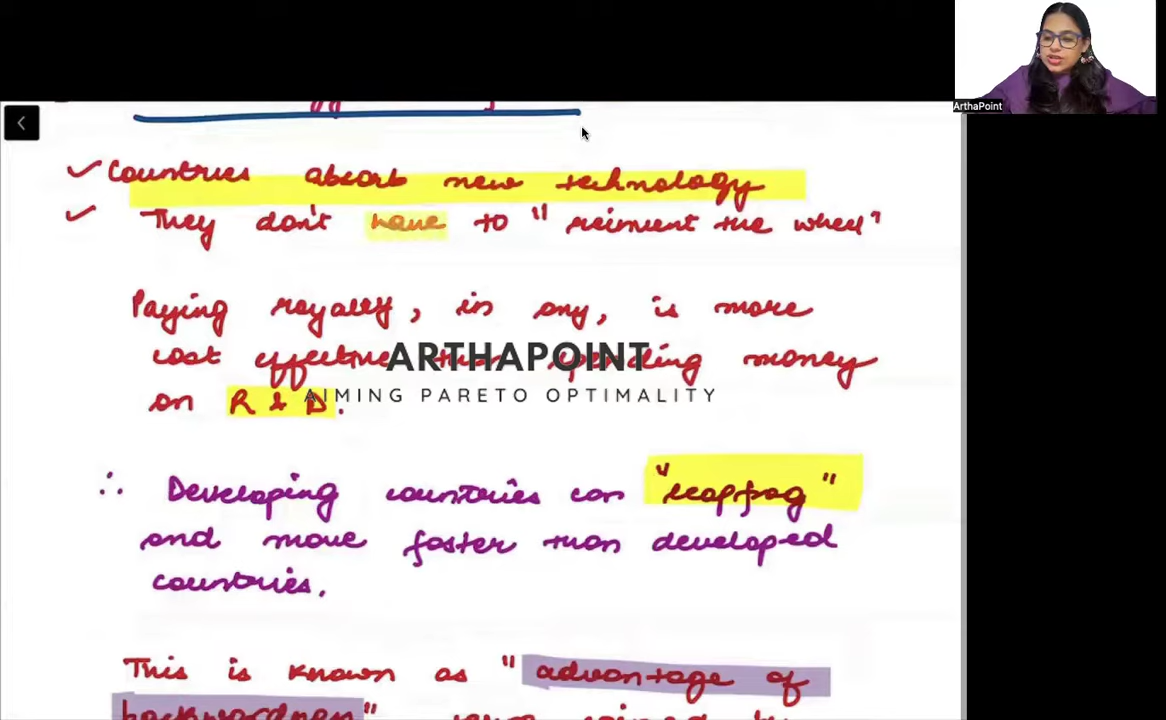 ArthaPoint
✓ Countries absorb new technology
✓ They don't have to "reinvent the wheel"
Paying royalty, in any, is more
cost effective than spending money
on R & D.
ARTHAPOINT
AIMING PARETO OPTIMALITY
∴ Developing countries can "leapfrog"
and move faster than developed
countries.
This is known as "advantage of
backwardness"